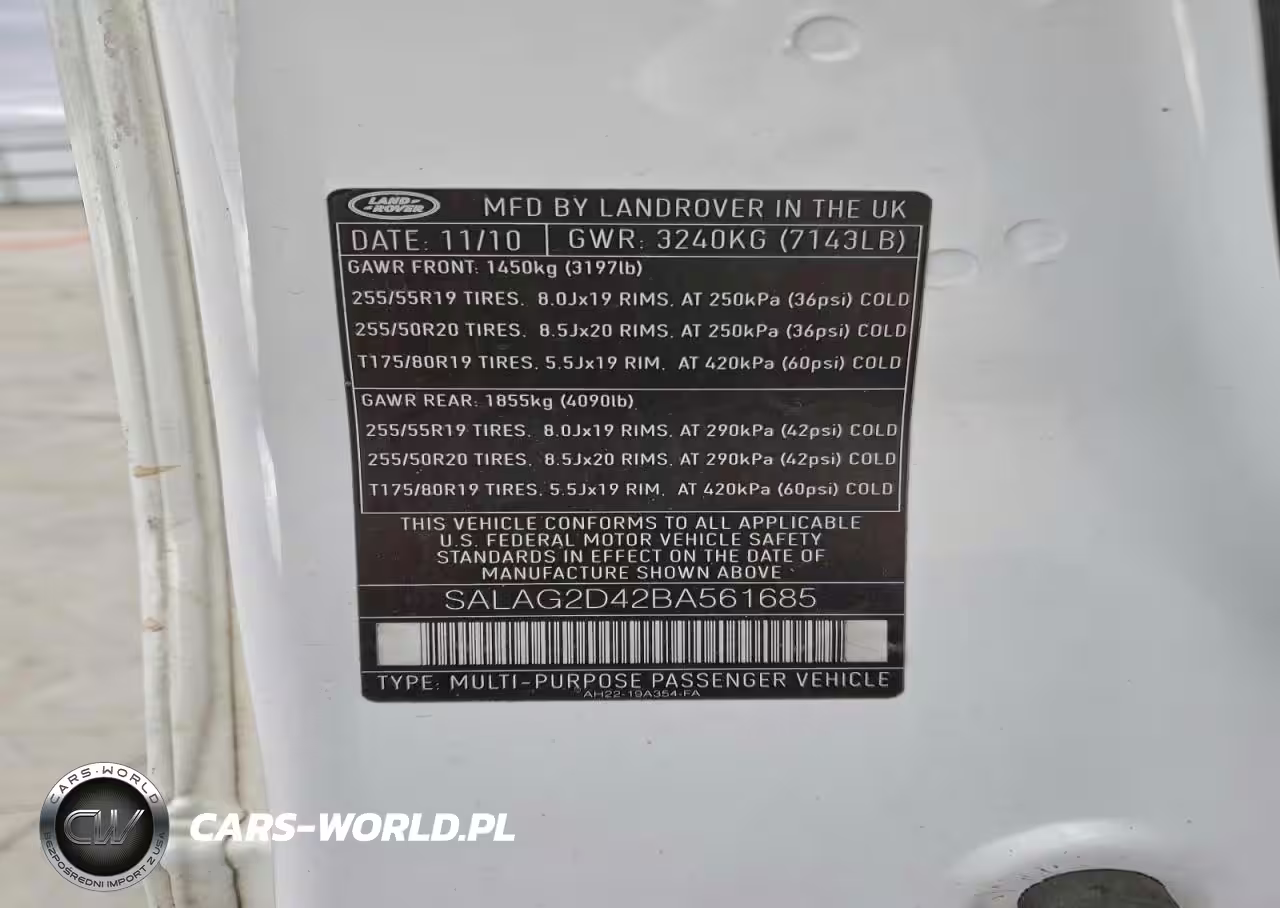 LAND-ROVER MFD BY LANDROVER IN THE UK
DATE: 11/10 GWR: 3240KG (7143LB)
GAWR FRONT: 1450kg (3197lb)
255/55R19 TIRES. 8.0Jx19 RIMS. AT 250kPa (36psi) COLD
255/50R20 TIRES. 8.5Jx20 RIMS. AT 250kPa (36psi) COLD
T175/80R19 TIRES. 5.5Jx19 RIM. AT 420kPa (60psi) COLD
GAWR REAR: 1855kg (4090lb)
255/55R19 TIRES. 8.0Jx19 RIMS. AT 290kPa (42psi) COLD
255/50R20 TIRES. 8.5Jx20 RIMS. AT 290kPa (42psi) COLD
T175/80R19 TIRES. 5.5Jx19 RIM. AT 420kPa (60psi) COLD
THIS VEHICLE CONFORMS TO ALL APPLICABLE
U.S. FEDERAL MOTOR VEHICLE SAFETY
STANDARDS IN EFFECT ON THE DATE OF
MANUFACTURE SHOWN ABOVE
SALAG2D42BA561685
TYPE: MULTI-PURPOSE PASSENGER VEHICLE
AH22-19A354-FA
CARS-WORLD
CW
BEZPOŚREDNI IMPORT Z USA
CARS-WORLD.PL